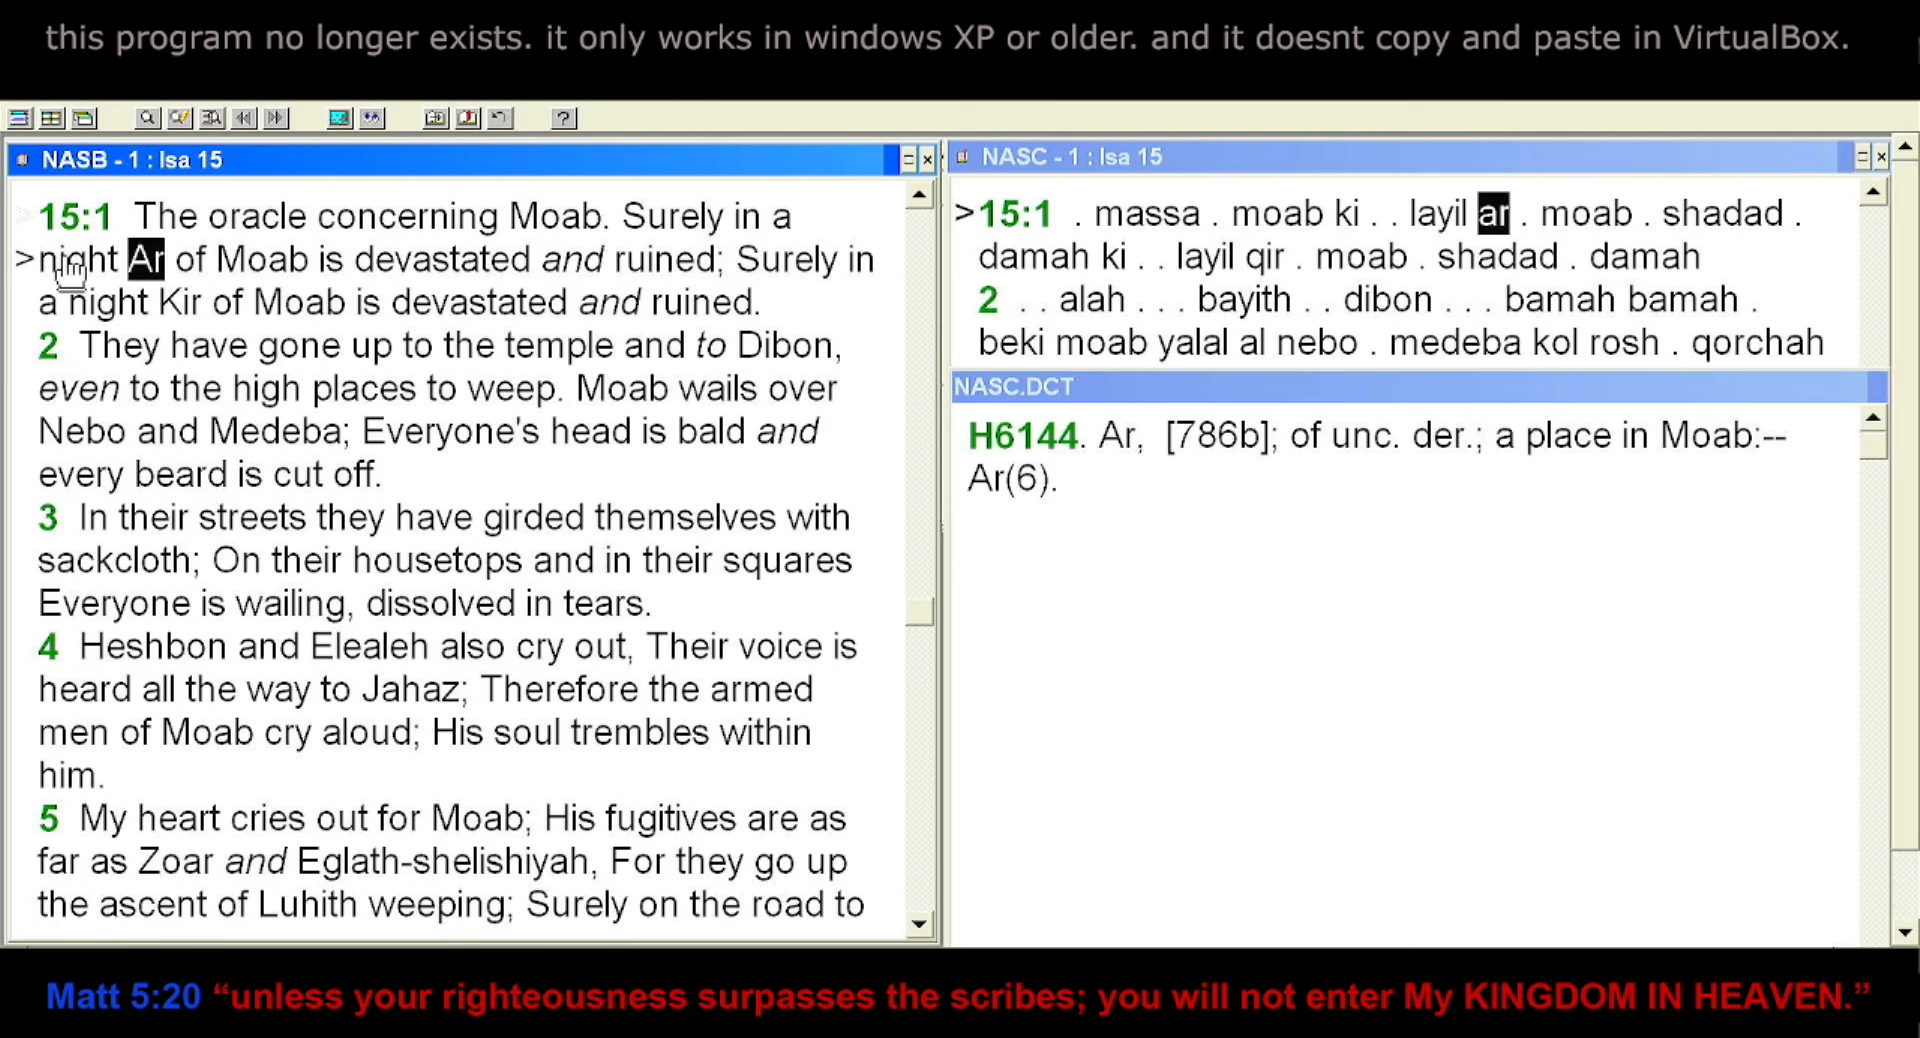 this program no longer exists. it only works in windows XP or older. and it doesnt copy and paste in VirtualBox.
NASB - 1 : Isa 15
15:1 The oracle concerning Moab. Surely in a
>night Ar of Moab is devastated and ruined; Surely in
a night Kir of Moab is devastated and ruined.
2 They have gone up to the temple and to Dibon,
even to the high places to weep. Moab wails over
Nebo and Medeba; Everyone's head is bald and
every beard is cut off.
3 In their streets they have girded themselves with
sackcloth; On their housetops and in their squares
Everyone is wailing, dissolved in tears.
4 Heshbon and Elealeh also cry out, Their voice is
heard all the way to Jahaz; Therefore the armed
men of Moab cry aloud; His soul trembles within
him.
5 My heart cries out for Moab; His fugitives are as
far as Zoar and Eglath-shelishiyah, For they go up
the ascent of Luhith weeping; Surely on the road to
NASC - 1 : Isa 15
>15:1 . massa . moab ki . . layil ar . moab . shadad .
damah ki . . layil qir . moab . shadad . damah
2 . . alah . . . bayith . . dibon . . . bamah bamah .
beki moab yalal al nebo . medeba kol rosh . qorchah
NASC.DCT
H6144. Ar, [786b]; of unc. der.; a place in Moab:--
Ar(6).
Matt 5:20 “unless your righteousness surpasses the scribes; you will not enter My KINGDOM IN HEAVEN.”